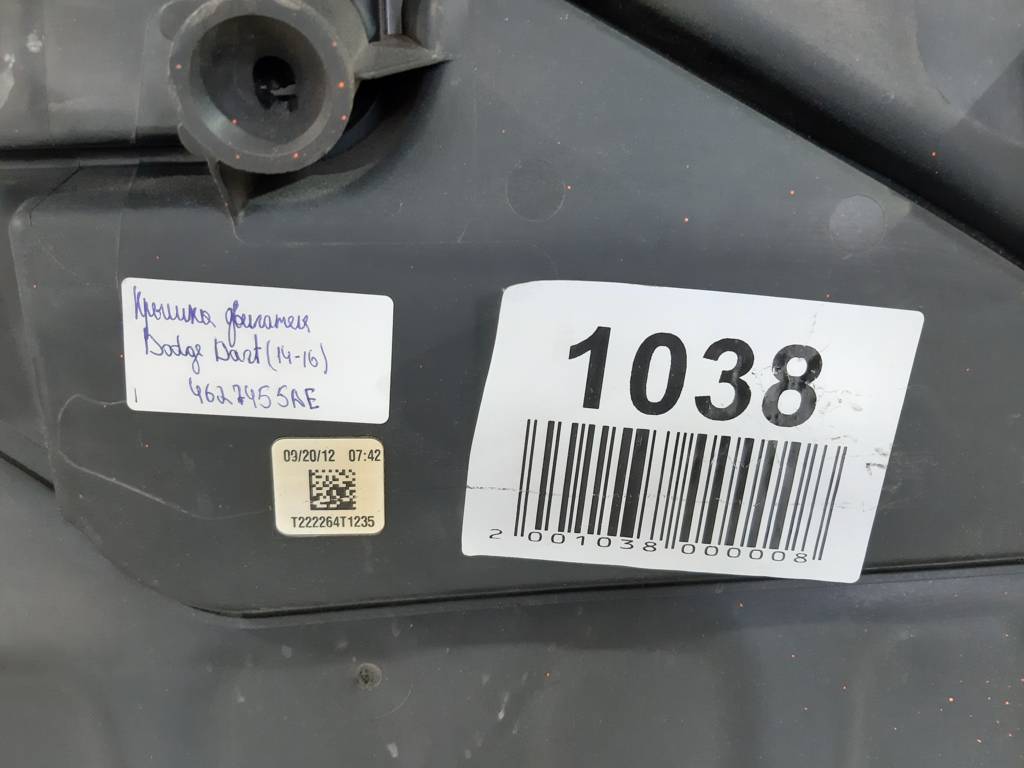 Крышка двигателя
Dodge Dart (14-16)
4627455AE
09/20/12 07:42
T222264T1235
1038
2 001038 000008